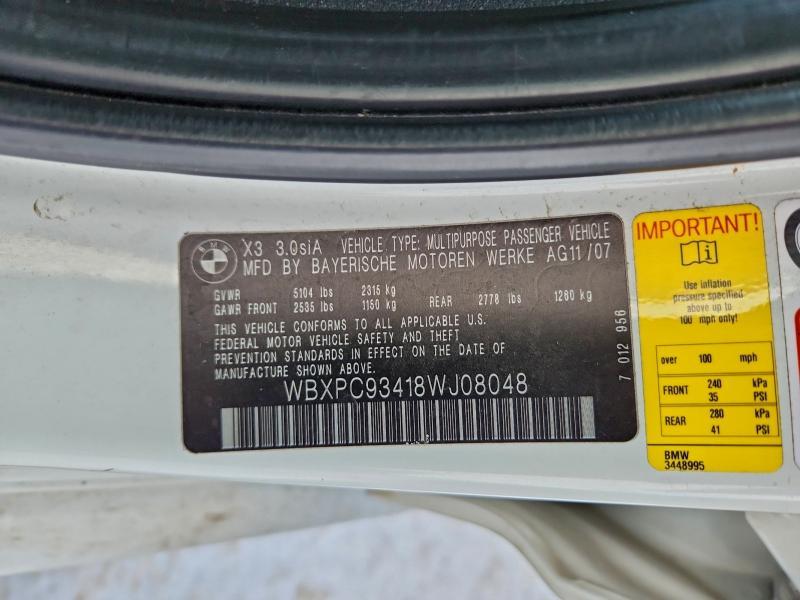 BMW
X3 3.0siA VEHICLE TYPE: MULTIPURPOSE PASSENGER VEHICLE
MFD BY BAYERISCHE MOTOREN WERKE AG11/07
GVWR 5104 lbs 2315 kg
GAWR FRONT 2535 lbs 1150 kg REAR 2778 lbs 1280 kg
THIS VEHICLE CONFORMS TO ALL APPLICABLE U.S.
FEDERAL MOTOR VEHICLE SAFETY AND THEFT
PREVENTION STANDARDS IN EFFECT ON THE DATE OF
MANUFACTURE SHOWN ABOVE.
WBXPC93418WJ08048
7 012 956
IMPORTANT!
Use inflation
pressure specified
above up to
100 mph only!
over 100 mph
FRONT 240 kPa
35 PSI
REAR 280 kPa
41 PSI
BMW
3448995